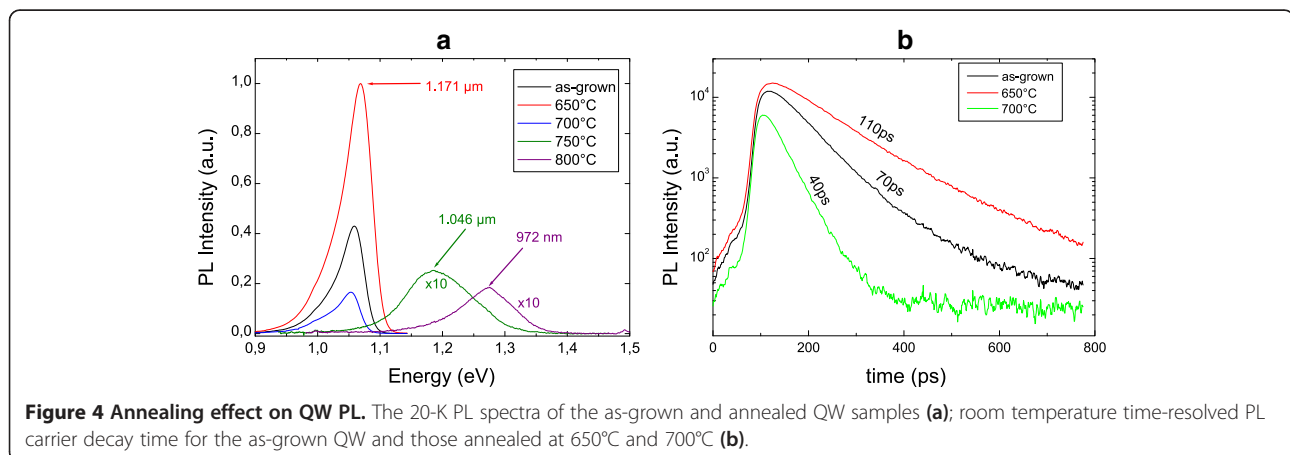 a
1,0
0,8
0,6
0,4
0,2
0,0
PL Intensity (a.u.)
0,9
1,0
1,1
1,2
1,3
1,4
1,5
Energy (eV)
1.171 µm
as-grown
650°C
700°C
750°C
800°C
1.046 µm
972 nm
x10
x10
b
10⁴
10³
10²
PL Intensity (a.u.)
0
200
400
600
800
time (ps)
as-grown
650°C
700°C
110ps
70ps
40ps
Figure 4 Annealing effect on QW PL. The 20-K PL spectra of the as-grown and annealed QW samples (a); room temperature time-resolved PL
carrier decay time for the as-grown QW and those annealed at 650°C and 700°C (b).